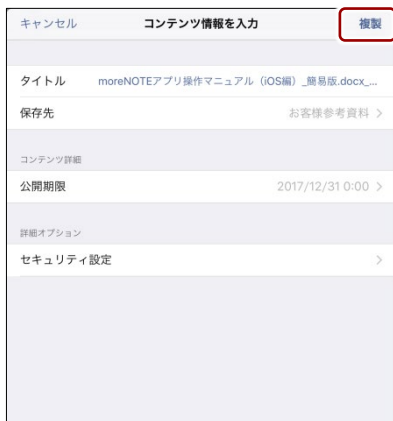 キャンセル コンテンツ情報を入力 複製
タイトル moreNOTEアプリ操作マニュアル（iOS編）_簡易版.docx_...
保存先 お客様参考資料 >
コンテンツ詳細
公開期限 2017/12/31 0:00 >
詳細オプション
セキュリティ設定 >